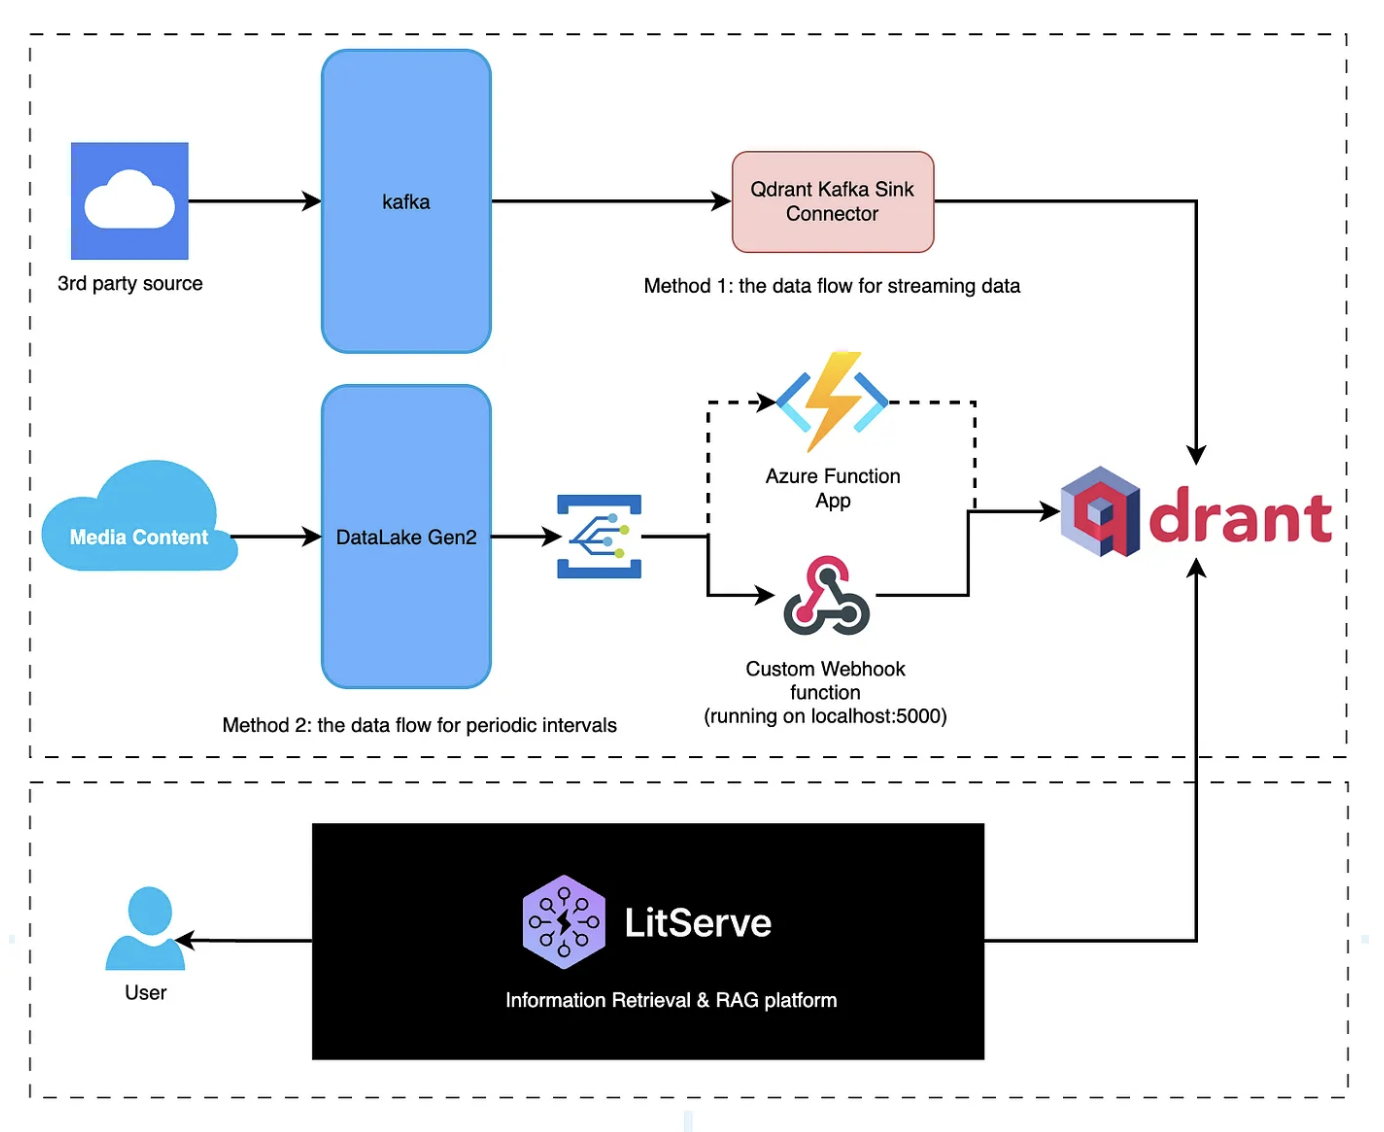 kafka
Qdrant Kafka Sink
Connector
3rd party source
Method 1: the data flow for streaming data
Azure Function
App
Media Content
DataLake Gen2
qdrant
Custom Webhook
function
(running on localhost:5000)
Method 2: the data flow for periodic intervals
LitServe
Information Retrieval & RAG platform
User